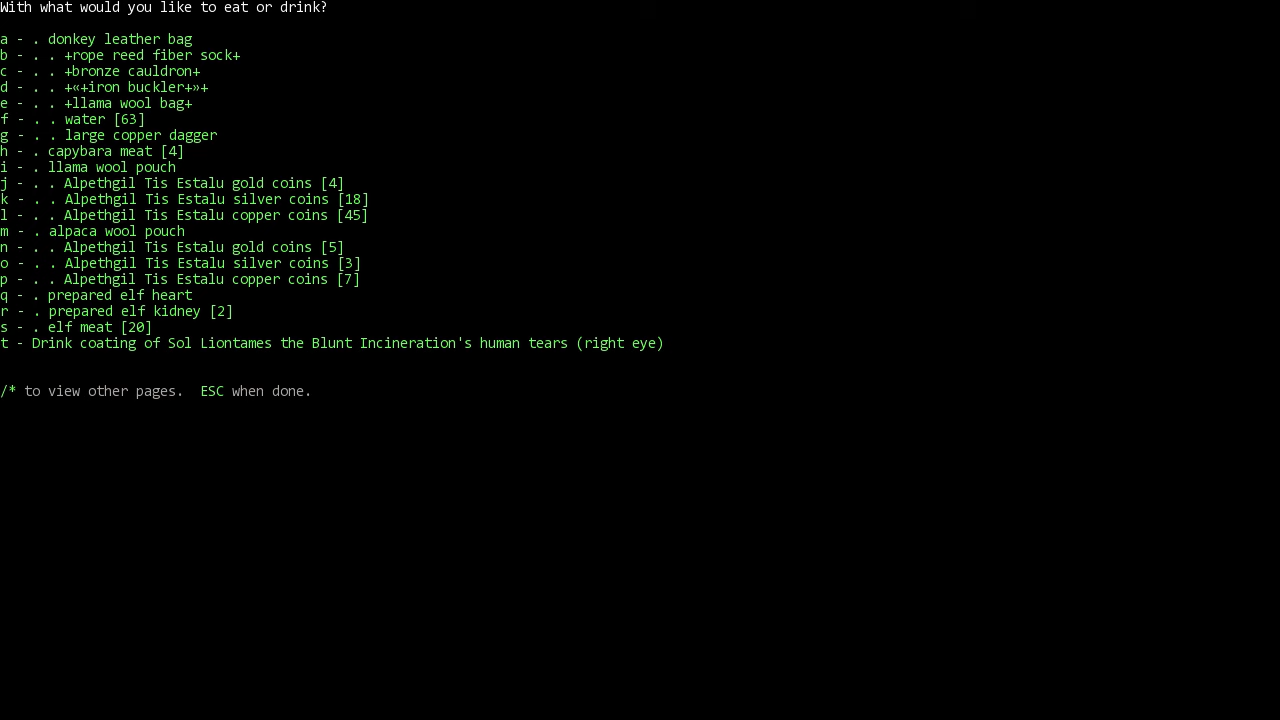 With what would you like to eat or drink?
a - . donkey leather bag
b - . . +rope reed fiber sock+
c - . . +bronze cauldron+
d - . . +«+iron buckler+»+
e - . . +llama wool bag+
f - . . water [63]
g - . . large copper dagger
h - . capybara meat [4]
i - . llama wool pouch
j - . . Alpethgil Tis Estalu gold coins [4]
k - . . Alpethgil Tis Estalu silver coins [18]
l - . . Alpethgil Tis Estalu copper coins [45]
m - . alpaca wool pouch
n - . . Alpethgil Tis Estalu gold coins [5]
o - . . Alpethgil Tis Estalu silver coins [3]
p - . . Alpethgil Tis Estalu copper coins [7]
q - . prepared elf heart
r - . prepared elf kidney [2]
s - . elf meat [20]
t - Drink coating of Sol Liontames the Blunt Incineration's human tears (right eye)
/* to view other pages.  ESC when done.